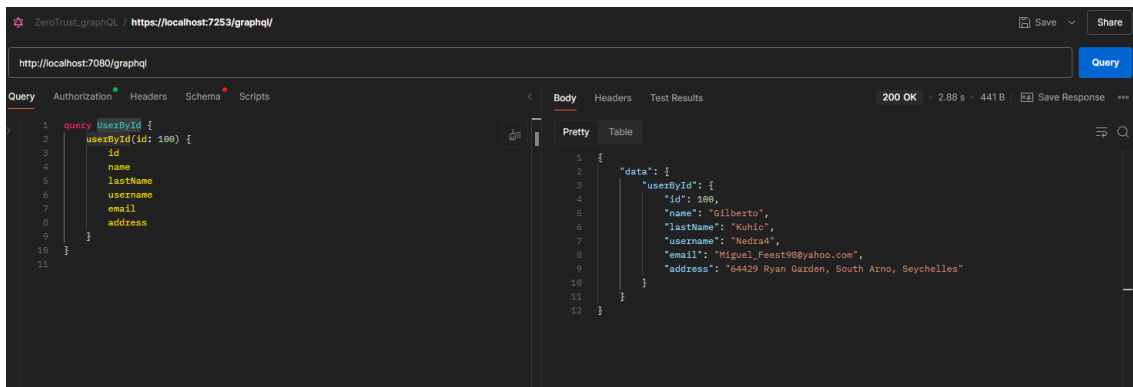 ZeroTrust_graphQL / https://localhost:7253/graphql/
Save
Share
http://localhost:7080/graphql
Query
Query Authorization Headers Schema Scripts
1 query UserById {
2 userById(id: 100) {
3 id
4 name
5 lastName
6 username
7 email
8 address
9 }
10 }
11
Body Headers Test Results
200 OK • 2.88 s • 441 B
e.g. Save Response
Pretty Table
1 {
2 "data": {
3 "userById": {
4 "id": 100,
5 "name": "Gilberto",
6 "lastName": "Kuhic",
7 "username": "Nedra4",
8 "email": "Miguel_Feest98@yahoo.com",
9 "address": "64429 Ryan Garden, South Arno, Seychelles"
10 }
11 }
12 }